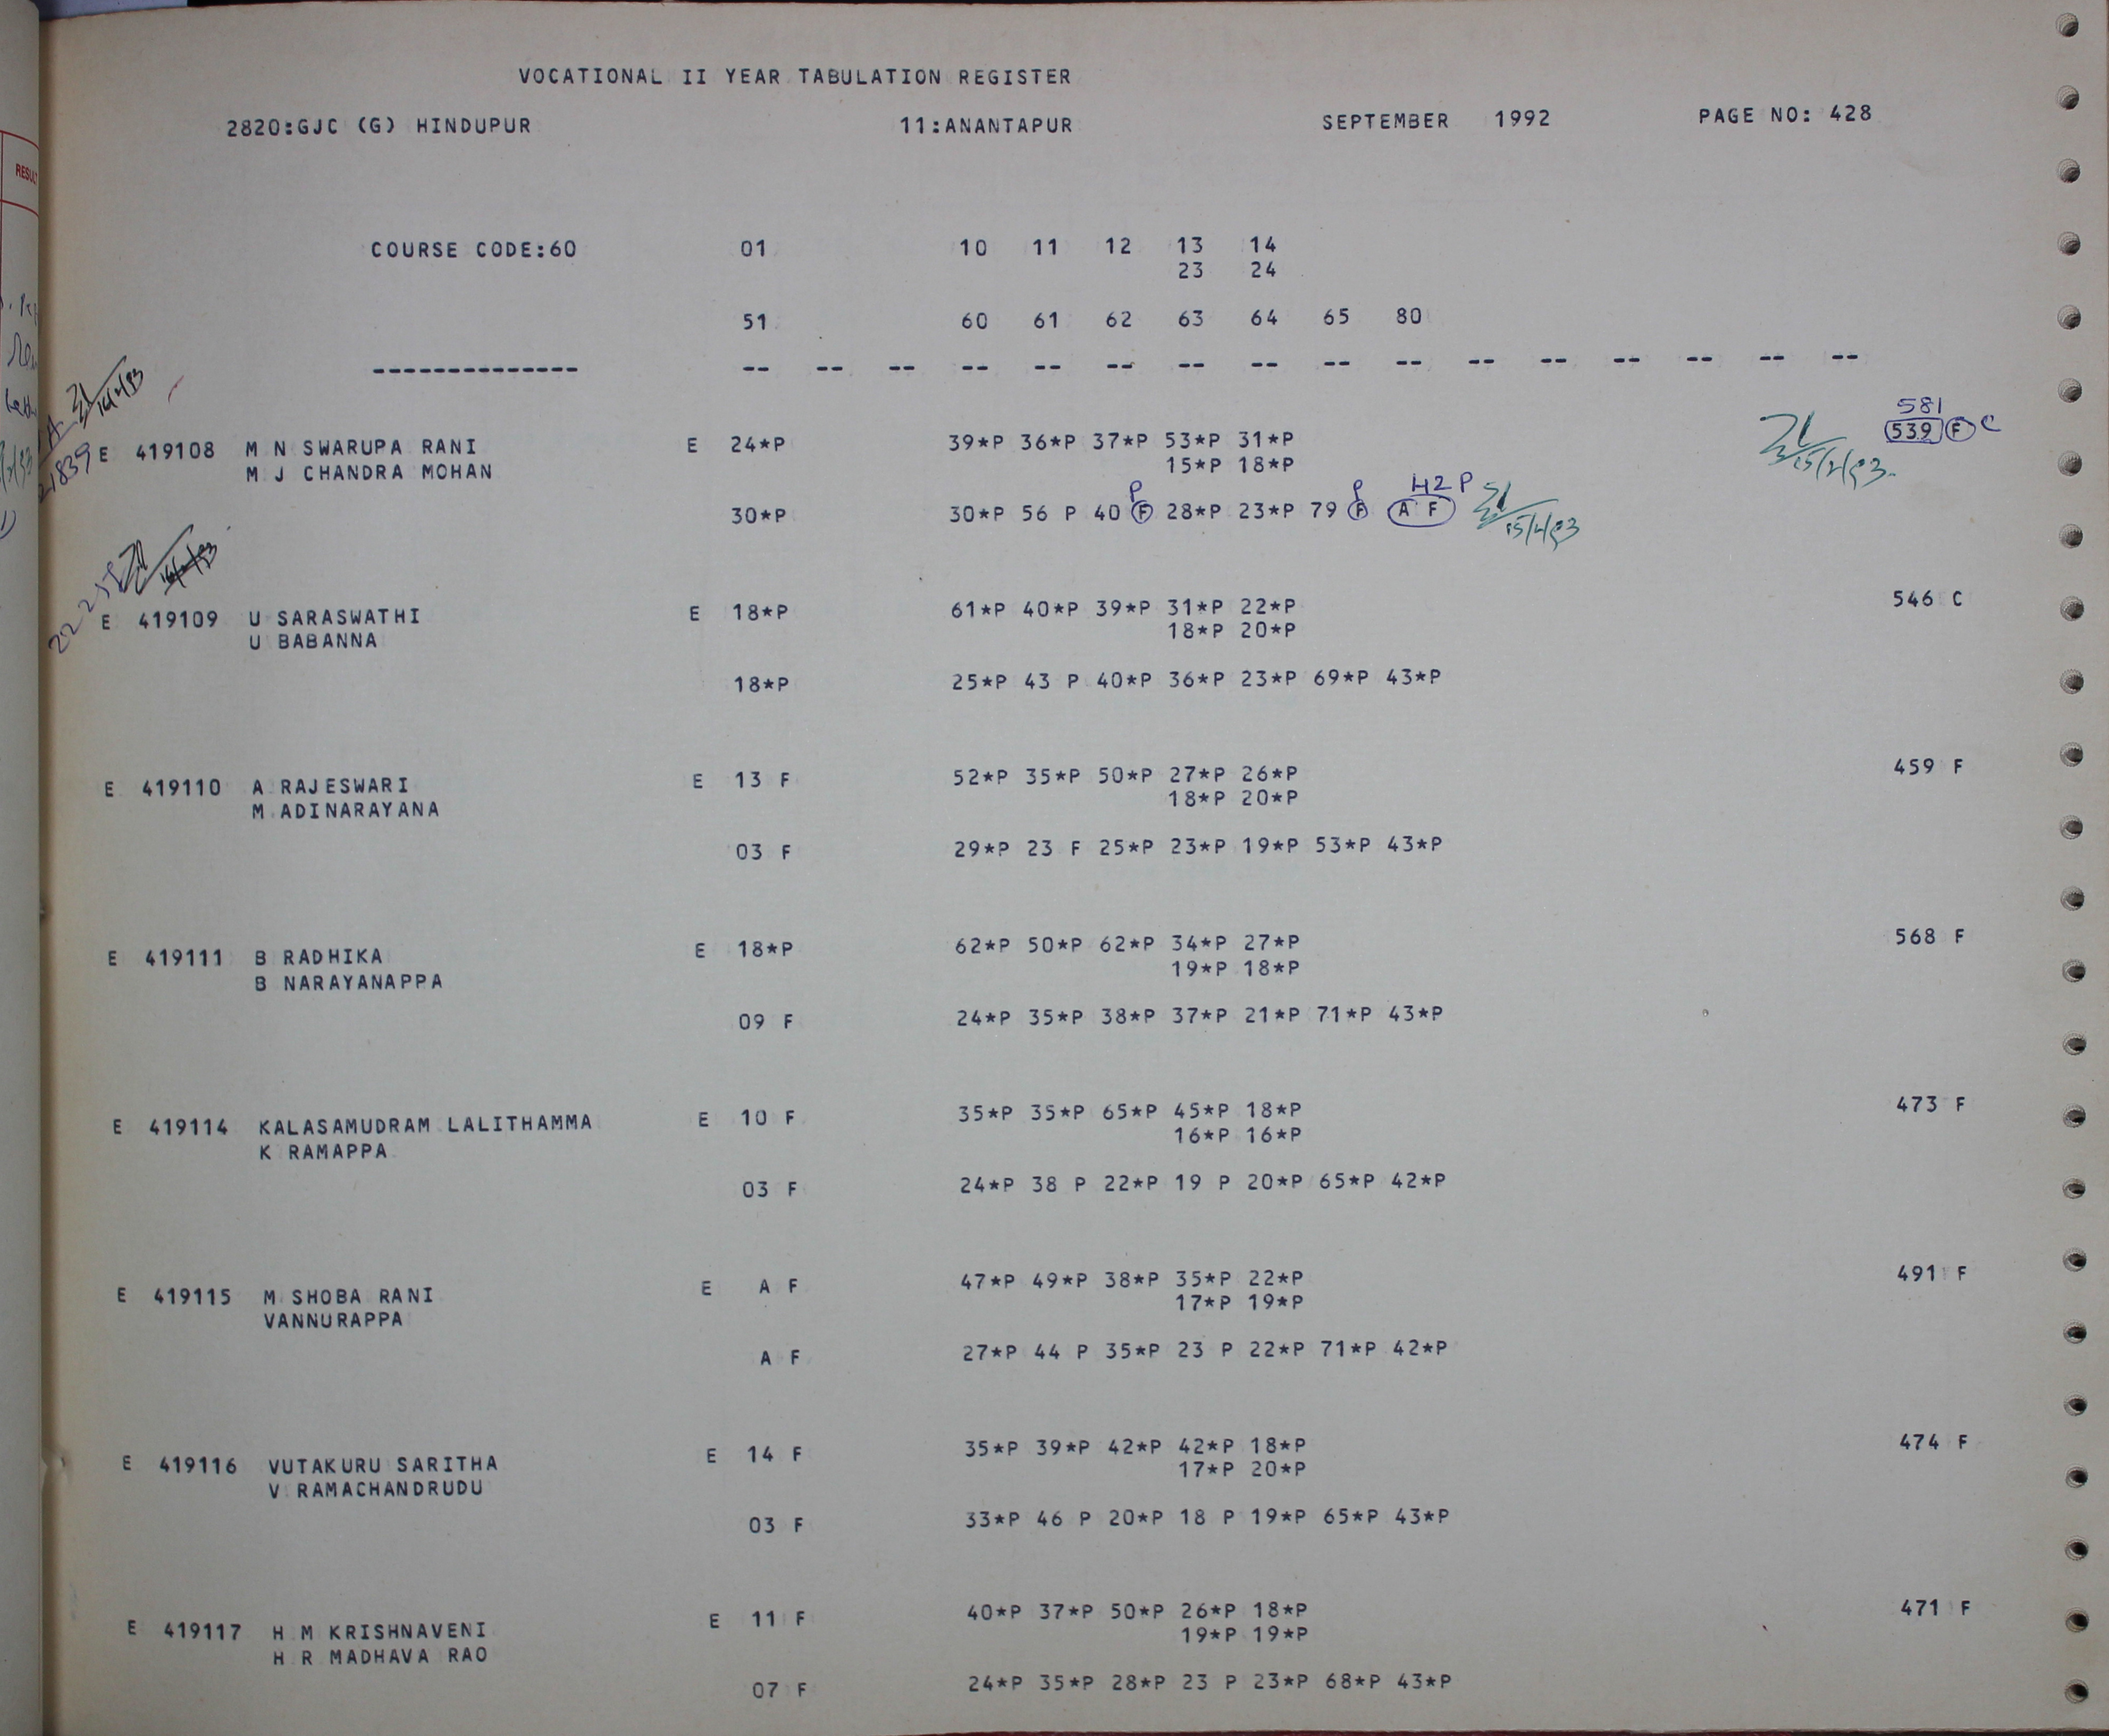 VOCATIONAL II YEAR TABULATION REGISTER
2820:GJC (G) HINDUPUR 11:ANANTAPUR SEPTEMBER 1992 PAGE NO: 428
RESULT
COURSE CODE:60 01 10 11 12 13 14
23 24
51 60 61 62 63 64 65 80
-------------- -- -- -- -- -- -- -- -- -- -- -- -- -- -- -- --
581
E 419108 M N SWARUPA RANI E 24*P 39*P 36*P 37*P 53*P 31*P 539 F C
M J CHANDRA MOHAN 15*P 18*P
P P H2 P
30*P 30*P 56 P 40 F 28*P 23*P 79 F A F
E 419109 U SARASWATHI E 18*P 61*P 40*P 39*P 31*P 22*P 546 C
U BABANNA 18*P 20*P
18*P 25*P 43 P 40*P 36*P 23*P 69*P 43*P
E 419110 A RAJESWARI E 13 F 52*P 35*P 50*P 27*P 26*P 459 F
M ADINARAYANA 18*P 20*P
03 F 29*P 23 F 25*P 23*P 19*P 53*P 43*P
E 419111 B RADHIKA E 18*P 62*P 50*P 62*P 34*P 27*P 568 F
B NARAYANAPPA 19*P 18*P
09 F 24*P 35*P 38*P 37*P 21*P 71*P 43*P
E 419114 KALASAMUDRAM LALITHAMMA E 10 F 35*P 35*P 65*P 45*P 18*P 473 F
K RAMAPPA 16*P 16*P
03 F 24*P 38 P 22*P 19 P 20*P 65*P 42*P
E 419115 M SHOBA RANI E A F 47*P 49*P 38*P 35*P 22*P 491 F
VANNURAPPA 17*P 19*P
A F 27*P 44 P 35*P 23 P 22*P 71*P 42*P
E 419116 VUTAKURU SARITHA E 14 F 35*P 39*P 42*P 42*P 18*P 474 F
V RAMACHANDRUDU 17*P 20*P
03 F 33*P 46 P 20*P 18 P 19*P 65*P 43*P
E 419117 H M KRISHNAVENI E 11 F 40*P 37*P 50*P 26*P 18*P 471 F
H R MADHAVA RAO 19*P 19*P
07 F 24*P 35*P 28*P 23 P 23*P 68*P 43*P